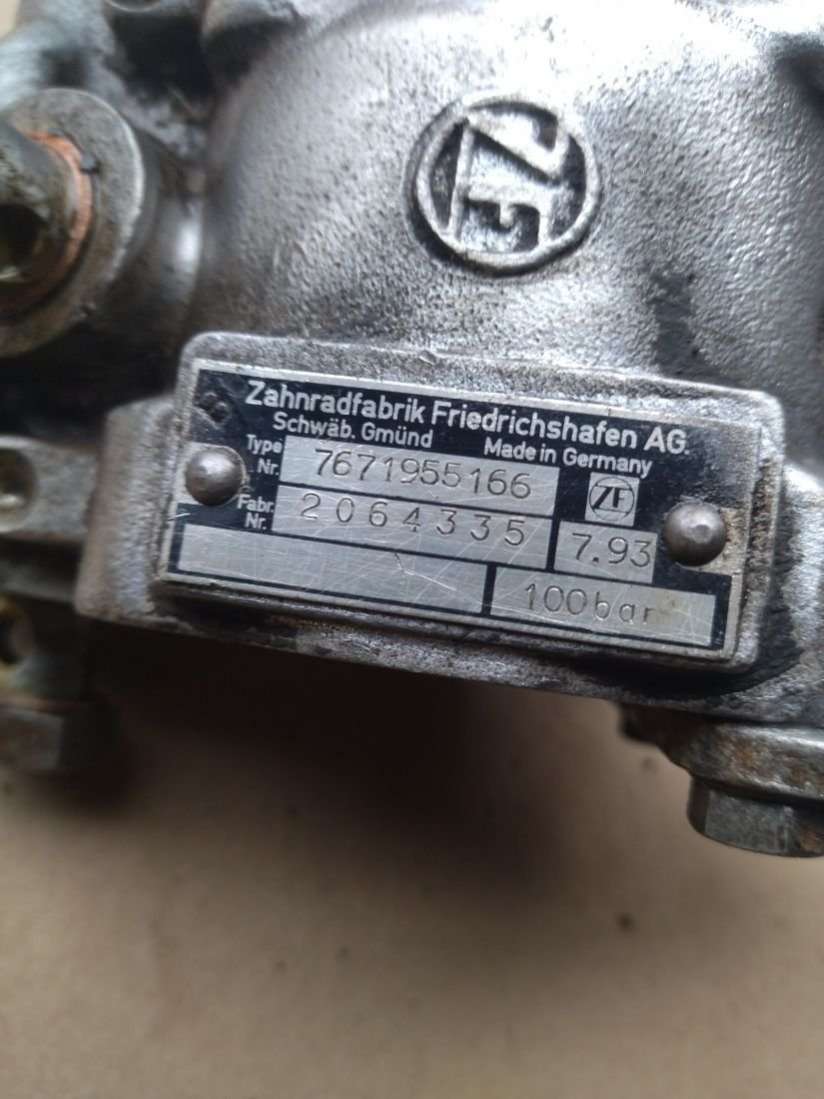 ZF
Zahnradfabrik Friedrichshafen AG.
Schwäb. Gmünd Made in Germany
Type Nr. 7671955166 ZF
Fabr. Nr. 2064335 7.93
100bar